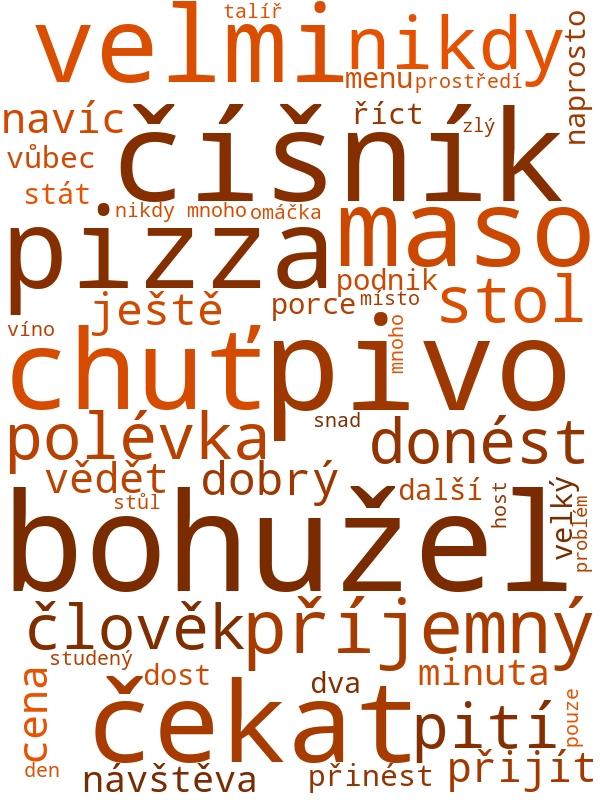 talíř
velmi nikdy
menu prostředí
naprosto
navíc
říct
zlý
číšník
vůbec
stát
nikdy mnoho omáčka
pizza maso
podnik
ještě porce místo stol
víno
mnoho
chuť pivo
snad
polévka donést
vědět dobrý další
stůl
host
velký
problém
bohužel
člověk příjemný
studený
dost
dva
minuta
cena
čekat pití
pouze
den
návštěva přinést přijít